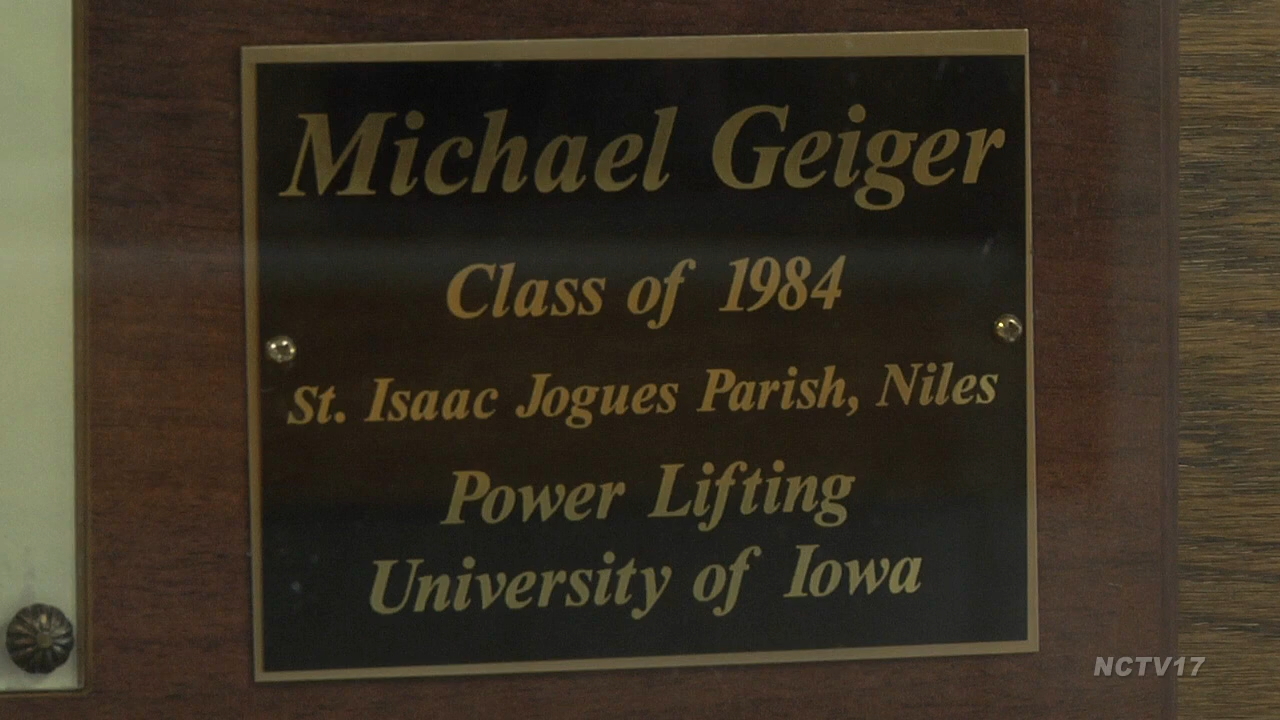 Michael Geiger
Class of 1984
St. Isaac Jogues Parish, Niles
Power Lifting
University of Iowa
NCTV17